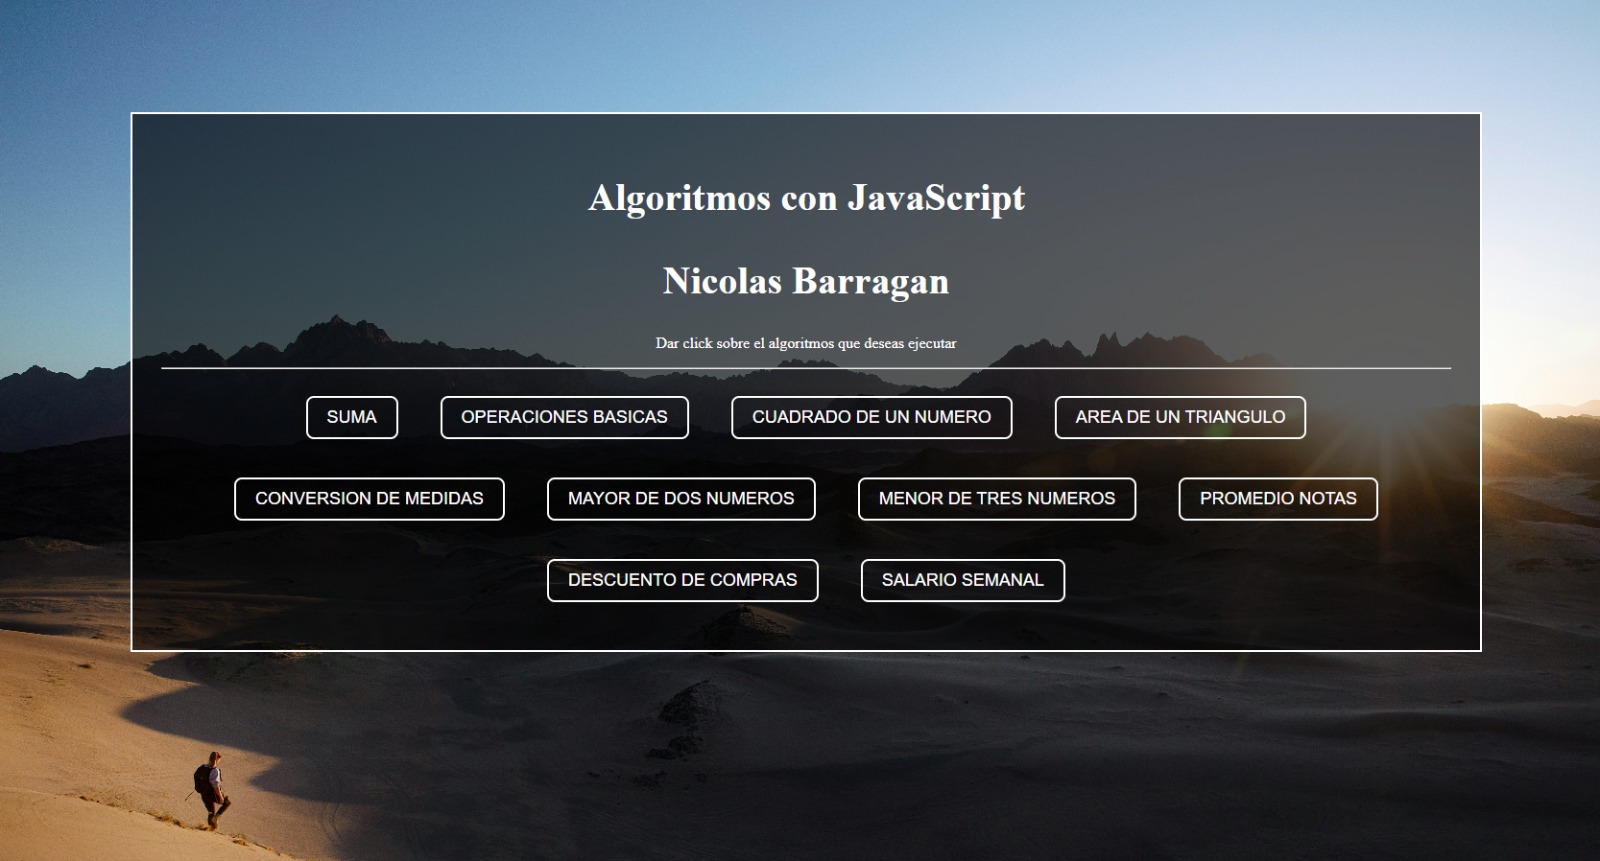 Algoritmos con JavaScript
Nicolas Barragan
Dar click sobre el algoritmos que deseas ejecutar
SUMA OPERACIONES BASICAS CUADRADO DE UN NUMERO AREA DE UN TRIANGULO
CONVERSION DE MEDIDAS MAYOR DE DOS NUMEROS MENOR DE TRES NUMEROS PROMEDIO NOTAS
DESCUENTO DE COMPRAS SALARIO SEMANAL